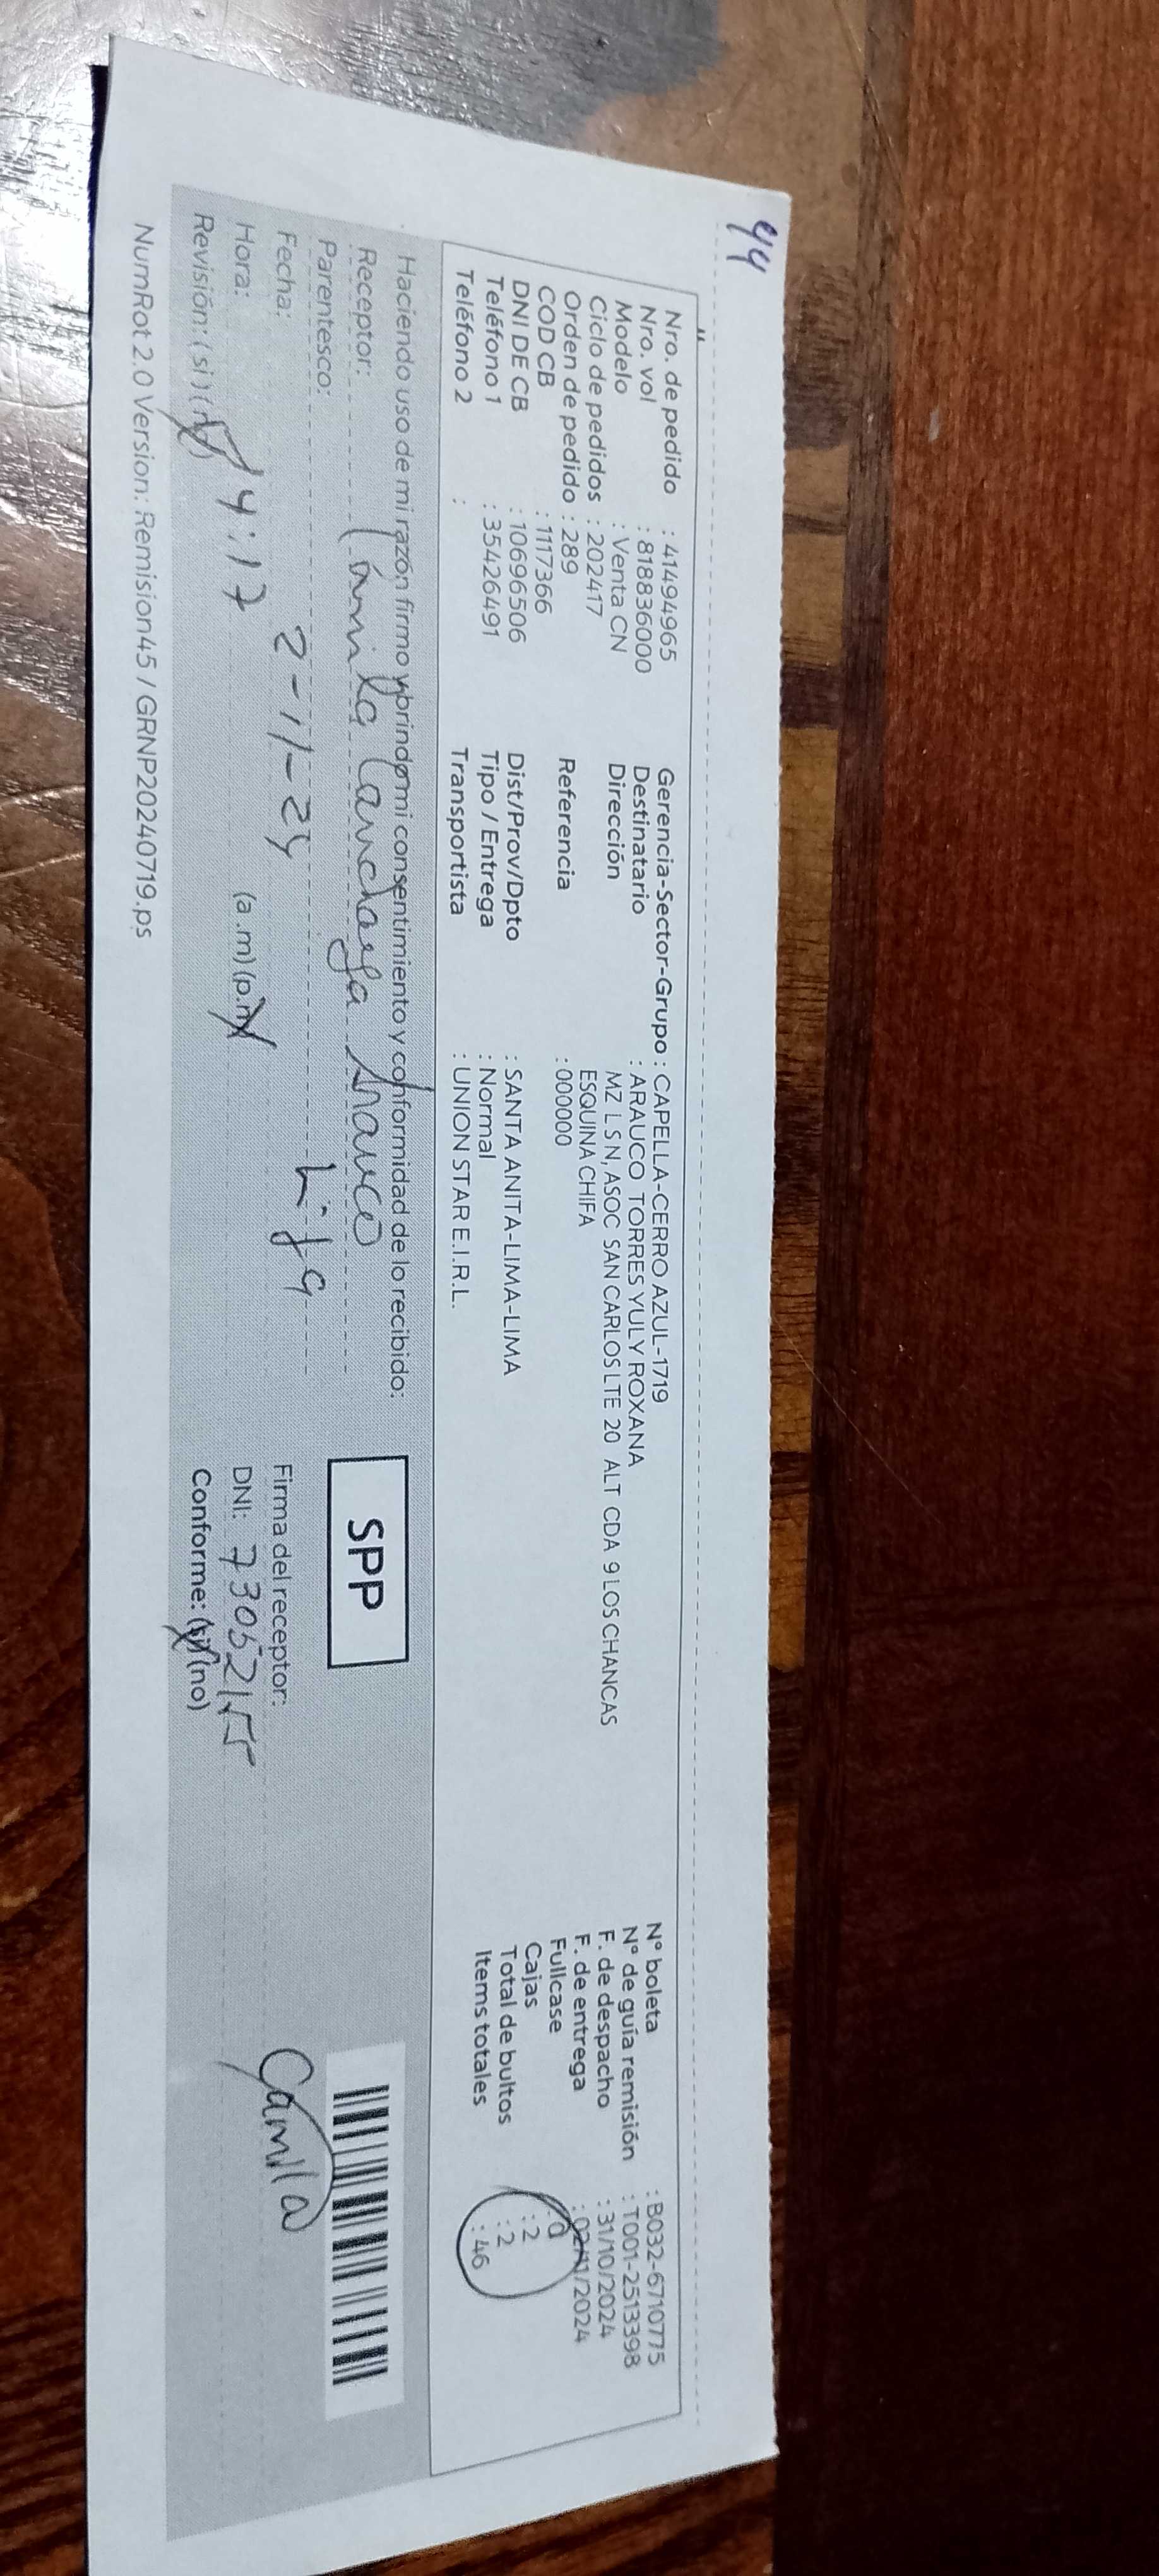 44
Nro. de pedido : 41494965
Nro. vol : 818836000
Modelo : Venta CN
Ciclo de pedidos : 202417
Orden de pedido : 289
COD CB : 1117366
DNI DE CB : 10696506
Teléfono 1 : 35426491
Teléfono 2 :
Gerencia-Sector-Grupo : CAPELLA-CERRO AZUL-1719
Destinatario : ARAUCO TORRES YULY ROXANA
Dirección MZ L S N, ASOC SAN CARLOS LTE 20 ALT CDA 9 LOS CHANCAS
ESQUINA CHIFA
Referencia : 000000
Dist/Prov/Dpto : SANTA ANITA-LIMA-LIMA
Tipo / Entrega : Normal
Transportista : UNION STAR E.I.R.L.
N° boleta : B032-6710775
N° de guía remisión : T001-2513398
F. de despacho : 31/10/2024
F. de entrega : 02/11/2024
Fullcase : 0
Cajas : 2
Total de bultos : 2
Items totales : 46
Haciendo uso de mi razón firmo y brindo mi consentimiento y conformidad de lo recibido:
Receptor: Camila Arauco
Parentesco: hija
Fecha: 2-11-24
Hora: 4:17 (a.m) (p.m)
Revisión: (si) (no)
SPP
Firma del receptor: Camila
DNI: 73052155
Conforme: (si) (no)
NumRot 2.0 Version: Remision45 / GRNP20240719.ps